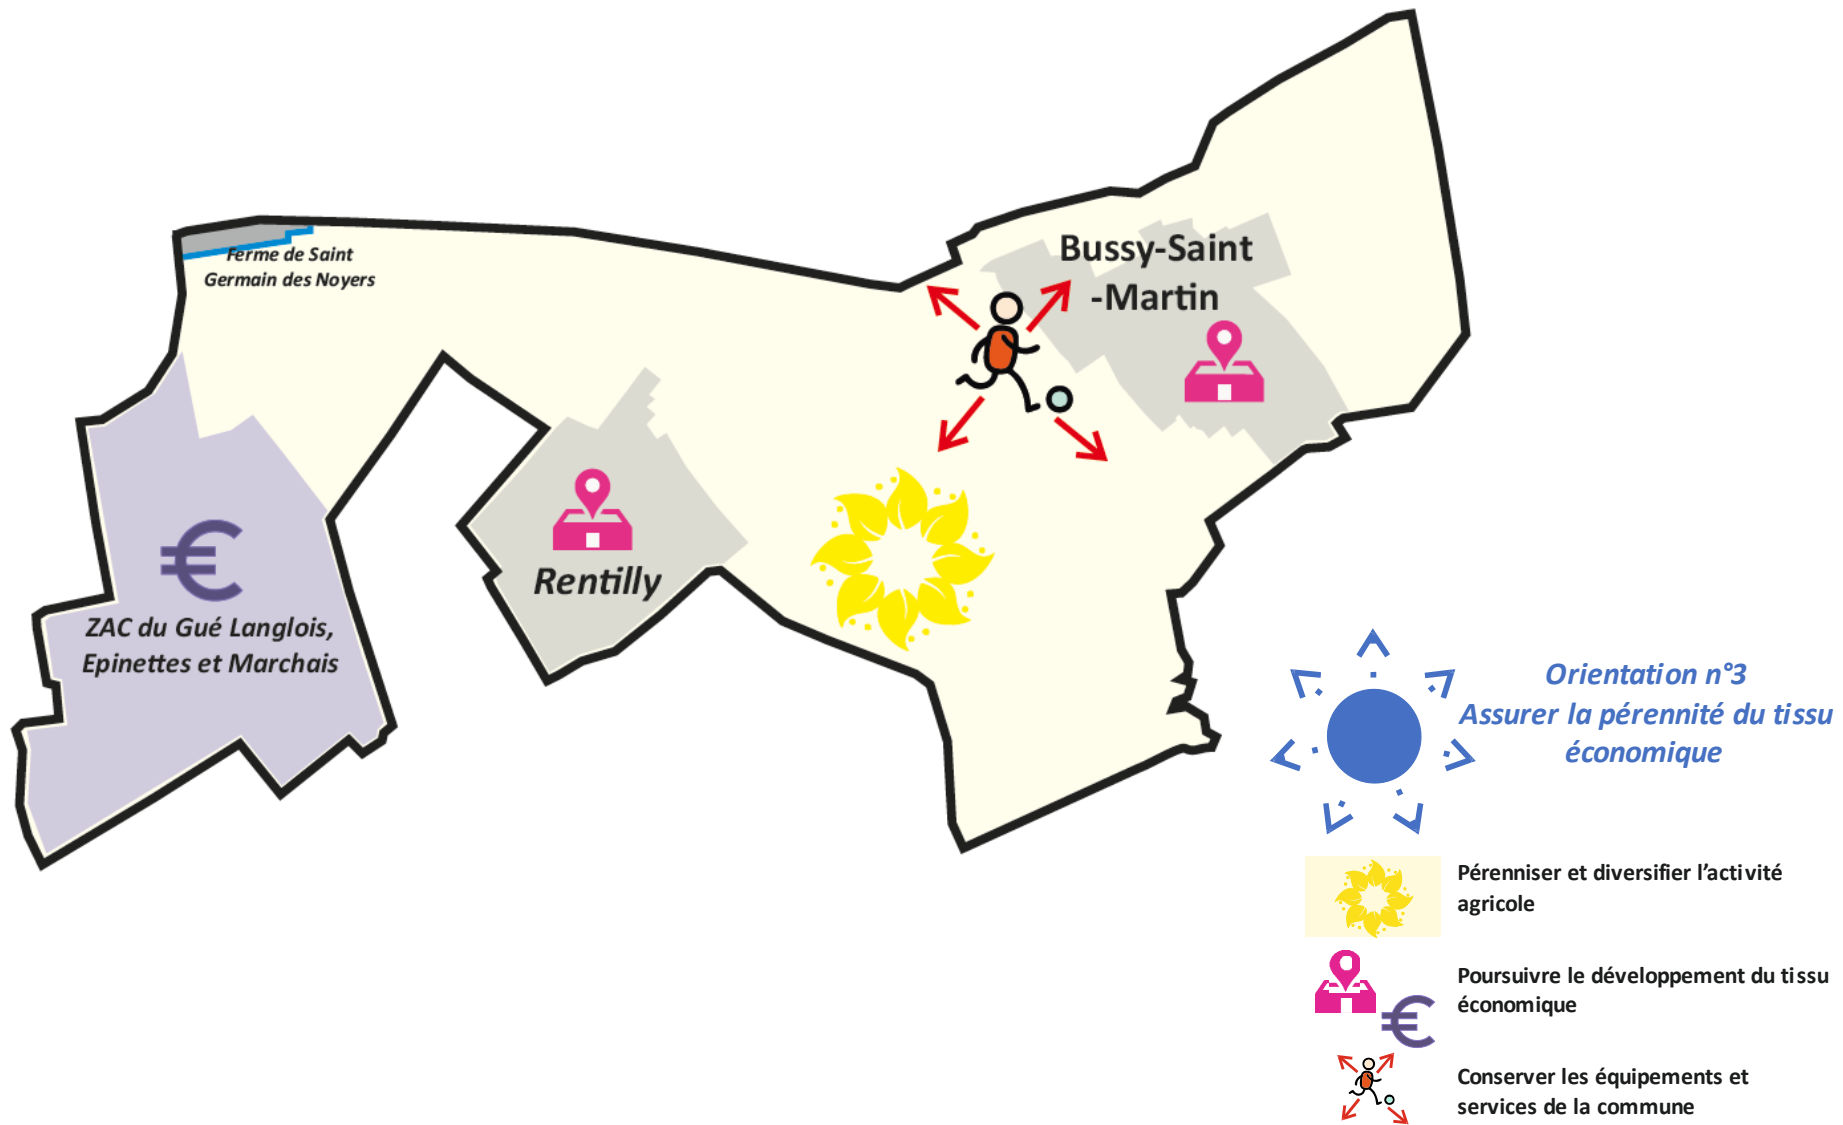 Ferme de Saint
Germain des Noyers
Bussy-Saint
-Martin
Rentilly
ZAC du Gué Langlois,
Epinettes et Marchais
Orientation n°3
Assurer la pérennité du tissu
économique
Pérenniser et diversifier l’activité
agricole
Poursuivre le développement du tissu
économique
Conserver les équipements et
services de la commune